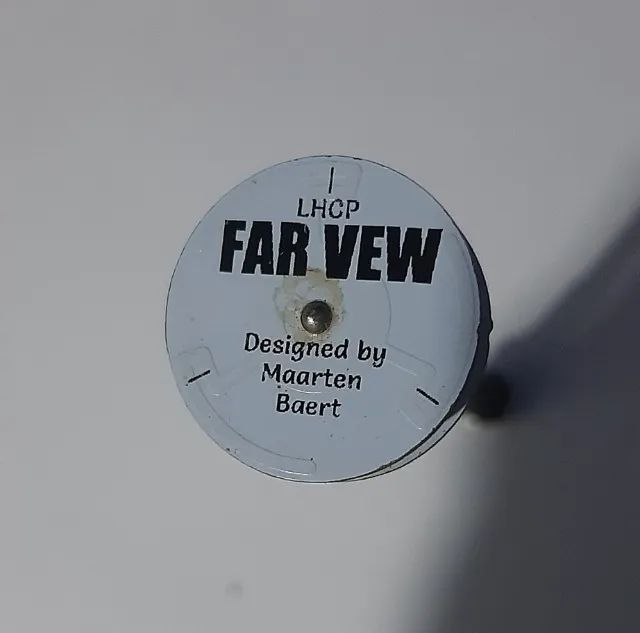 LHCP
FAR VEW
Designed by
Maarten
Baert